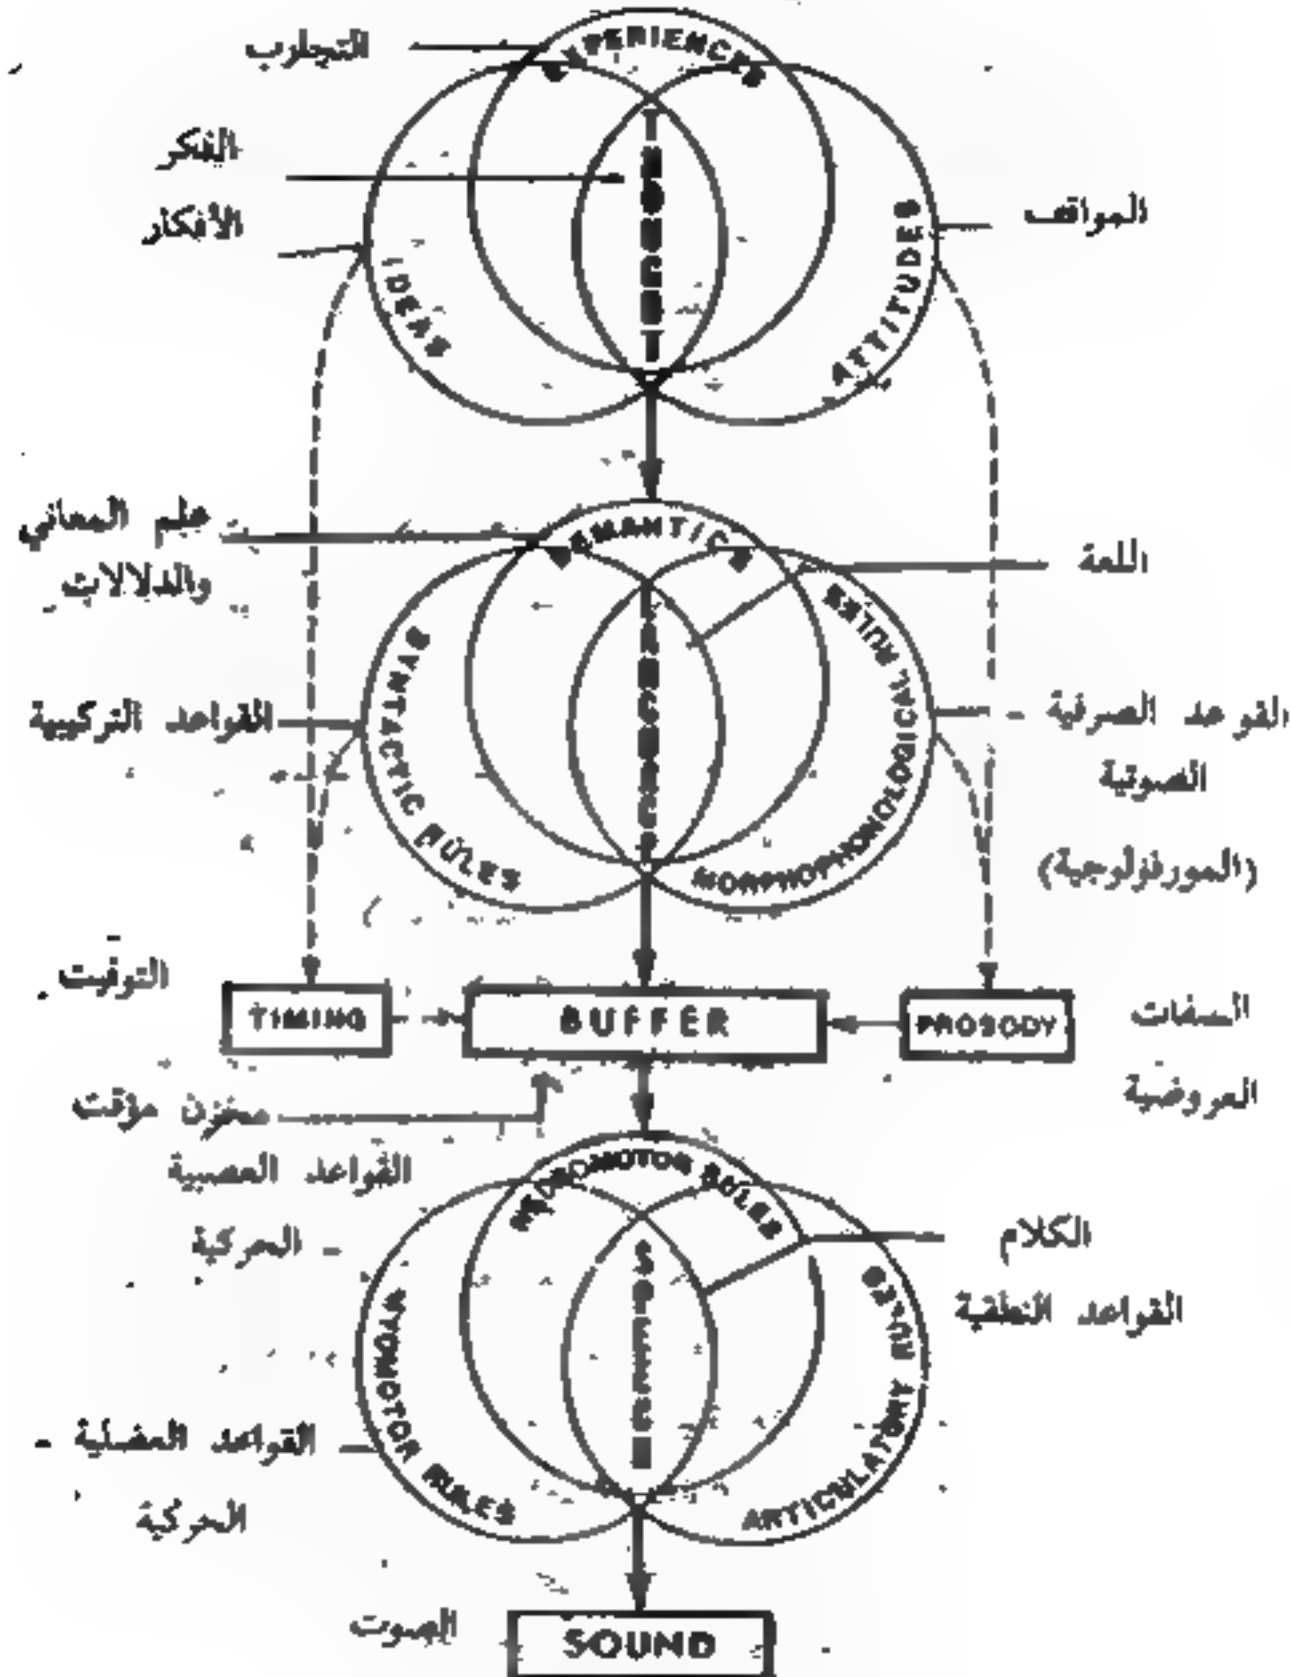 التجارب
EXPERIENCES
الفكر
THOUGHT
الأفكار
IDEAS
المواقف
ATTITUDES
علم المعاني
والدلالات
SEMANTICS
اللغة
LANGUAGE
القواعد التركيبية
SYNTACTIC RULES
MORPHOPHONOLOGICAL RULES
القوعد الصرفية -
الصوتية
(المورفولوجية)
التوقيت
TIMING
BUFFER
PROSODY
الصفات
العروضية
مخزن مؤقت
القواعد العصبية
- الحركية
NEUROMOTOR RULES
الكلام
SPEECH
القواعد النطقية
MYOMOTOR RULES
ARTICULATORY RULES
القواعد العضلية -
الحركية
الصوت
SOUND